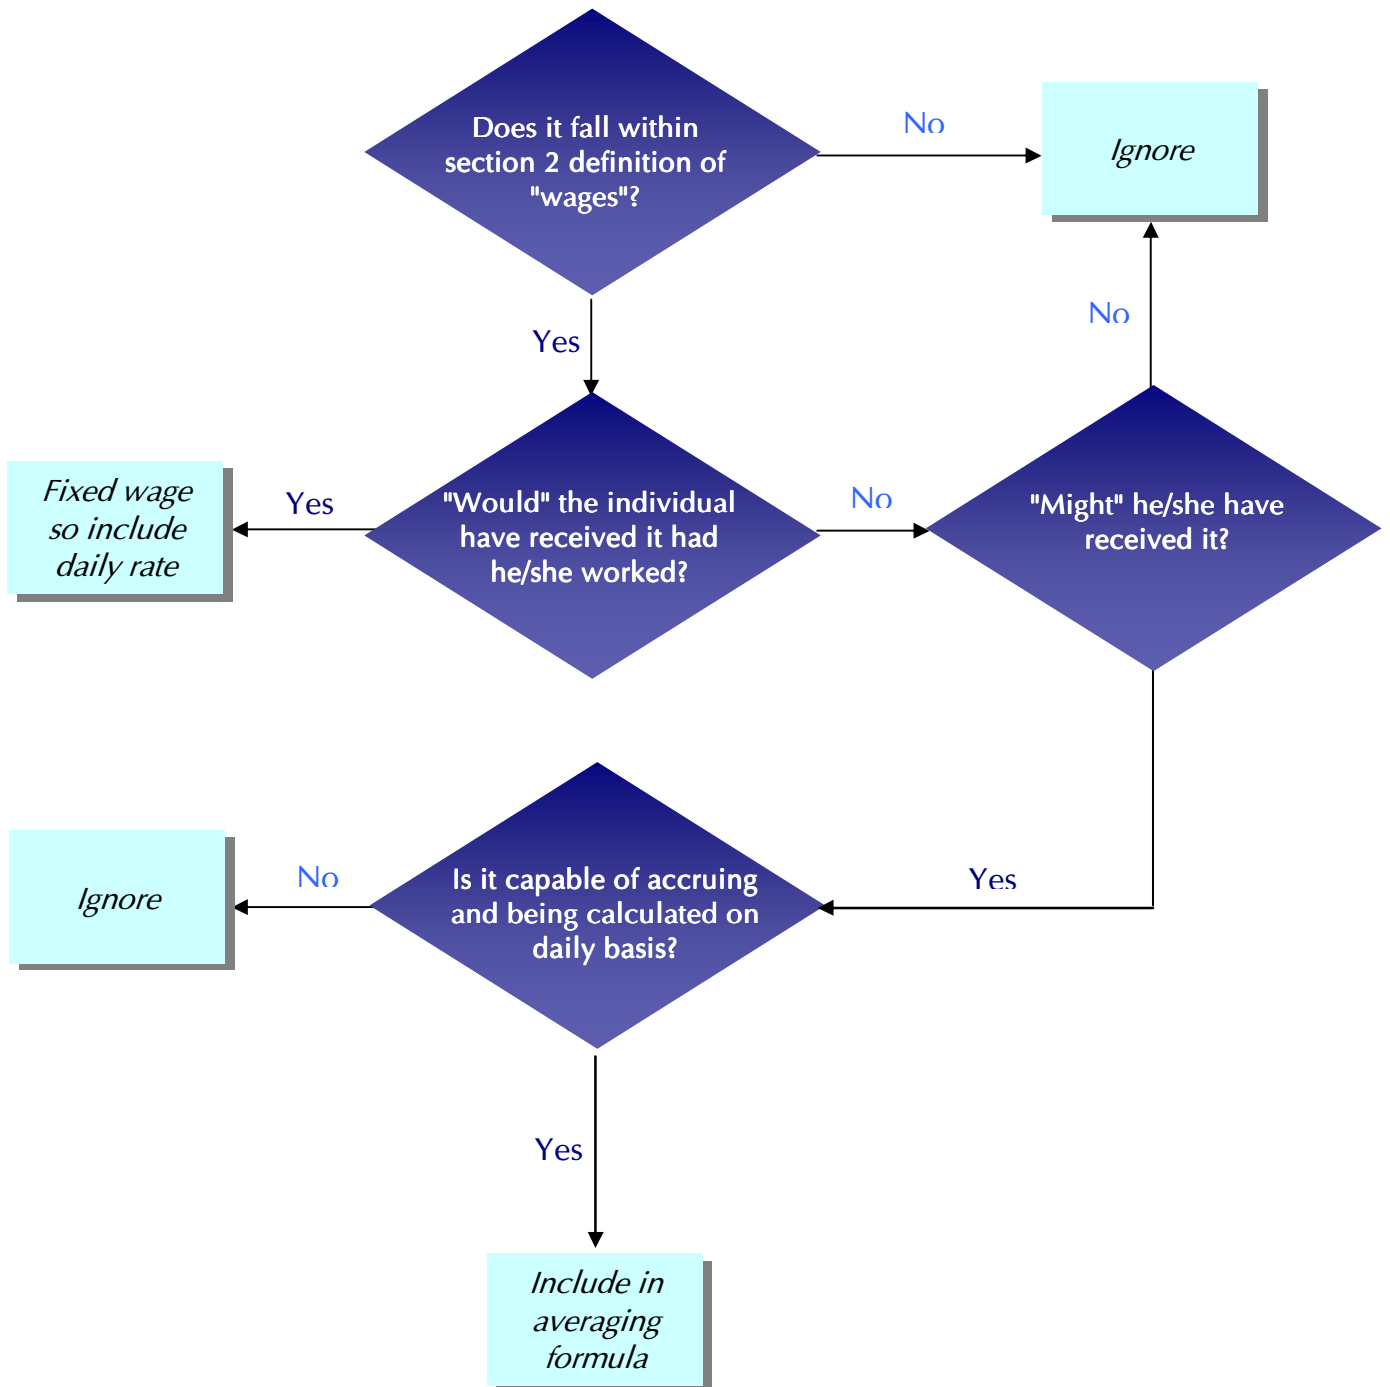 Does it fall within
section 2 definition of
"wages"?
No
Ignore
Yes
No
"Would" the individual
have received it had
he/she worked?
Yes
Fixed wage
so include
daily rate
No
"Might" he/she have
received it?
Yes
Is it capable of accruing
and being calculated on
daily basis?
No
Ignore
Yes
Include in
averaging
formula